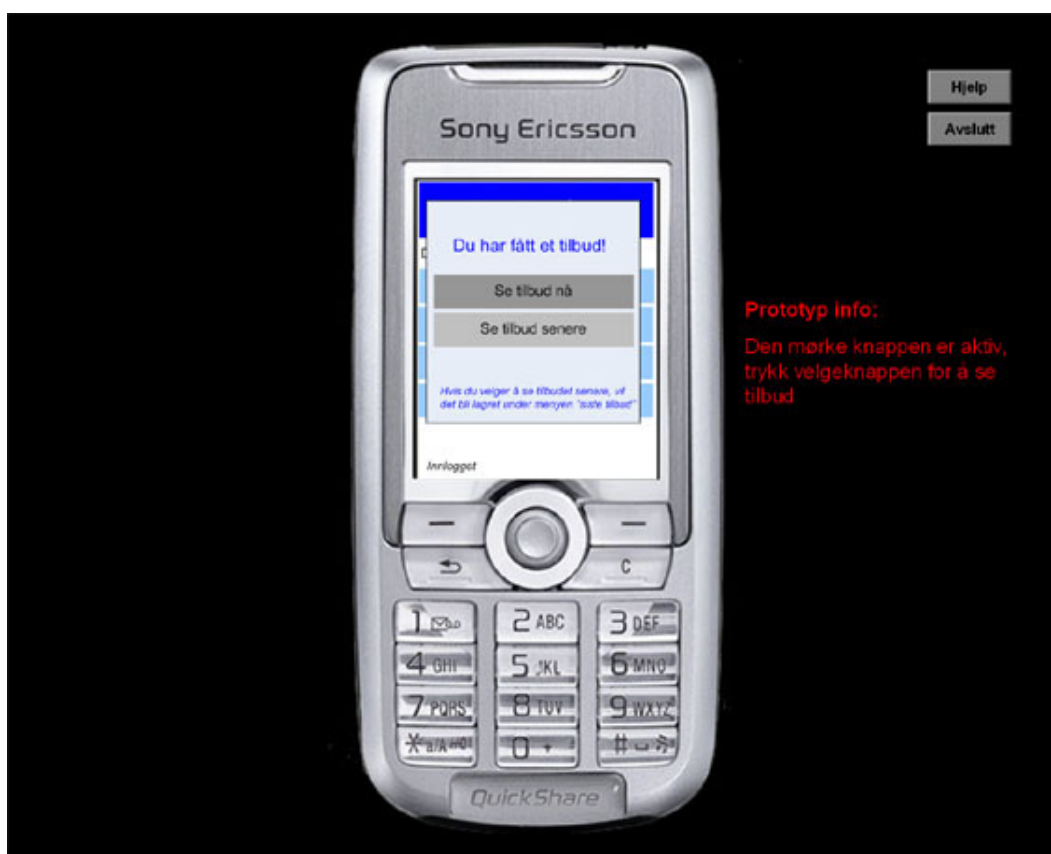 Hjelp
Avslutt
Sony Ericsson
Du har fått et tilbud!
Se tilbud nå
Se tilbud senere
Hvis du velger å se tilbudet senere, vil
det bli lagret under menyen "siste tilbud"
Innlogget
Prototyp info:
Den mørke knappen er aktiv,
trykk velgeknappen for å se
tilbud
C
1 2 ABC 3 DEF
4 GHI 5 JKL 6 MNO
7 PQRS 8 TUV 9 WXYZ
* a/A 0 + #
QuickShare